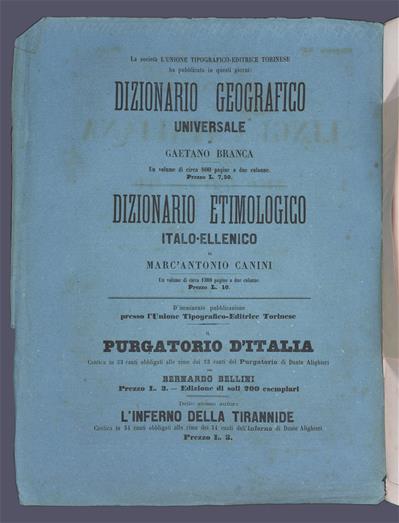 La società L'UNIONE TIPOGRAFICO-EDITRICE TORINESE
ha pubblicato in questi giorni:
DIZIONARIO GEOGRAFICO
UNIVERSALE
GAETANO BRANCA
Un volume di circa 900 pagine a due colonne.
Prezzo L. 7,50.
DIZIONARIO ETIMOLOGICO
ITALO-ELLENICO
DI
MARC'ANTONIO CANINI
Un volume di circa 1300 pagine a due colonne
Prezzo L. 10.
D'imminente pubblicazione
presso l'Unione Tipografico-Editrice Torinese
IL
PURGATORIO D'ITALIA
Cantica in 33 canti obbligati alle rime dei 33 canti del Purgatorio di Dante Alighieri
PER
BERNARDO BELLINI
Prezzo L. 3. — Edizione di soli 200 esemplari
Dello stesso autore
L'INFERNO DELLA TIRANNIDE
Cantica in 34 canti obbligati alle rime dei 34 canti dell'Inferno di Dante Alighieri
Prezzo L. 3.